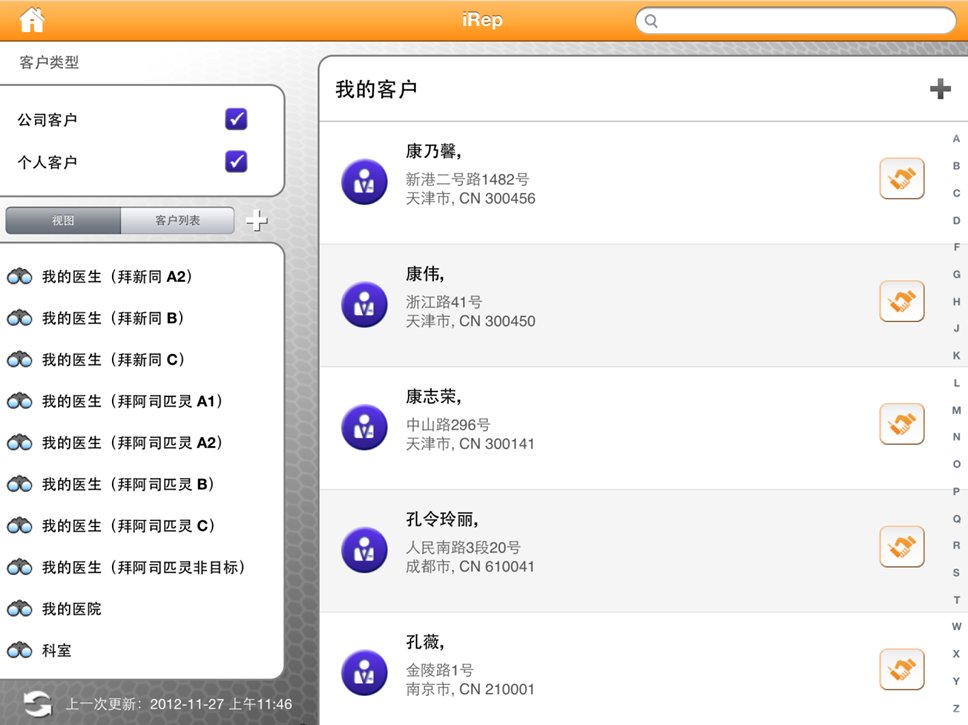 iRep
客户类型
公司客户
个人客户
视图
客户列表
我的医生（拜新同 A2）
我的医生（拜新同 B）
我的医生（拜新同 C）
我的医生（拜阿司匹灵 A1）
我的医生（拜阿司匹灵 A2）
我的医生（拜阿司匹灵 B）
我的医生（拜阿司匹灵 C）
我的医生（拜阿司匹灵非目标）
我的医院
科室
上一次更新：2012-11-27 上午11:46
我的客户
康乃馨,
新港二号路1482号
天津市, CN 300456
康伟,
浙江路41号
天津市, CN 300450
康志荣,
中山路296号
天津市, CN 300141
孔令玲丽,
人民南路3段20号
成都市, CN 610041
孔薇,
金陵路1号
南京市, CN 210001
A
B
C
D
F
G
H
J
K
L
M
N
O
P
Q
R
S
T
W
X
Y
Z